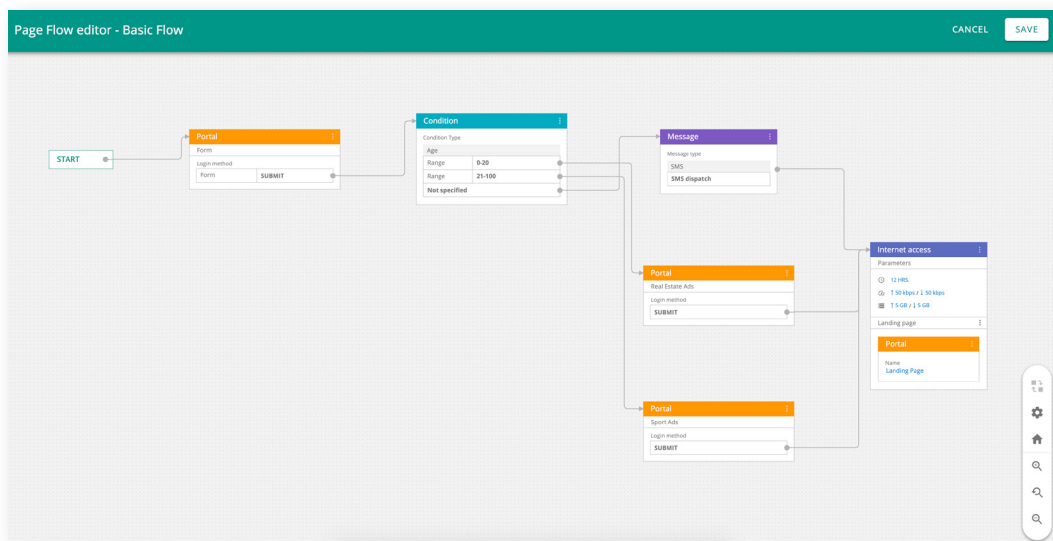 Page Flow editor - Basic Flow
CANCEL
SAVE
START
Portal
Form
Login method
Form SUBMIT
Condition
Condition Type
Age
Range 0-20
Range 21-100
Not specified
Message
Message type
SMS
SMS dispatch
Portal
Real Estate Ads
Login method
SUBMIT
Portal
Sport Ads
Login method
SUBMIT
Internet access
Parameters
12 HRS
↑ 50 kbps / ↓ 50 kbps
↑ 5 GB / ↓ 5 GB
Landing page
Portal
Name
Landing Page